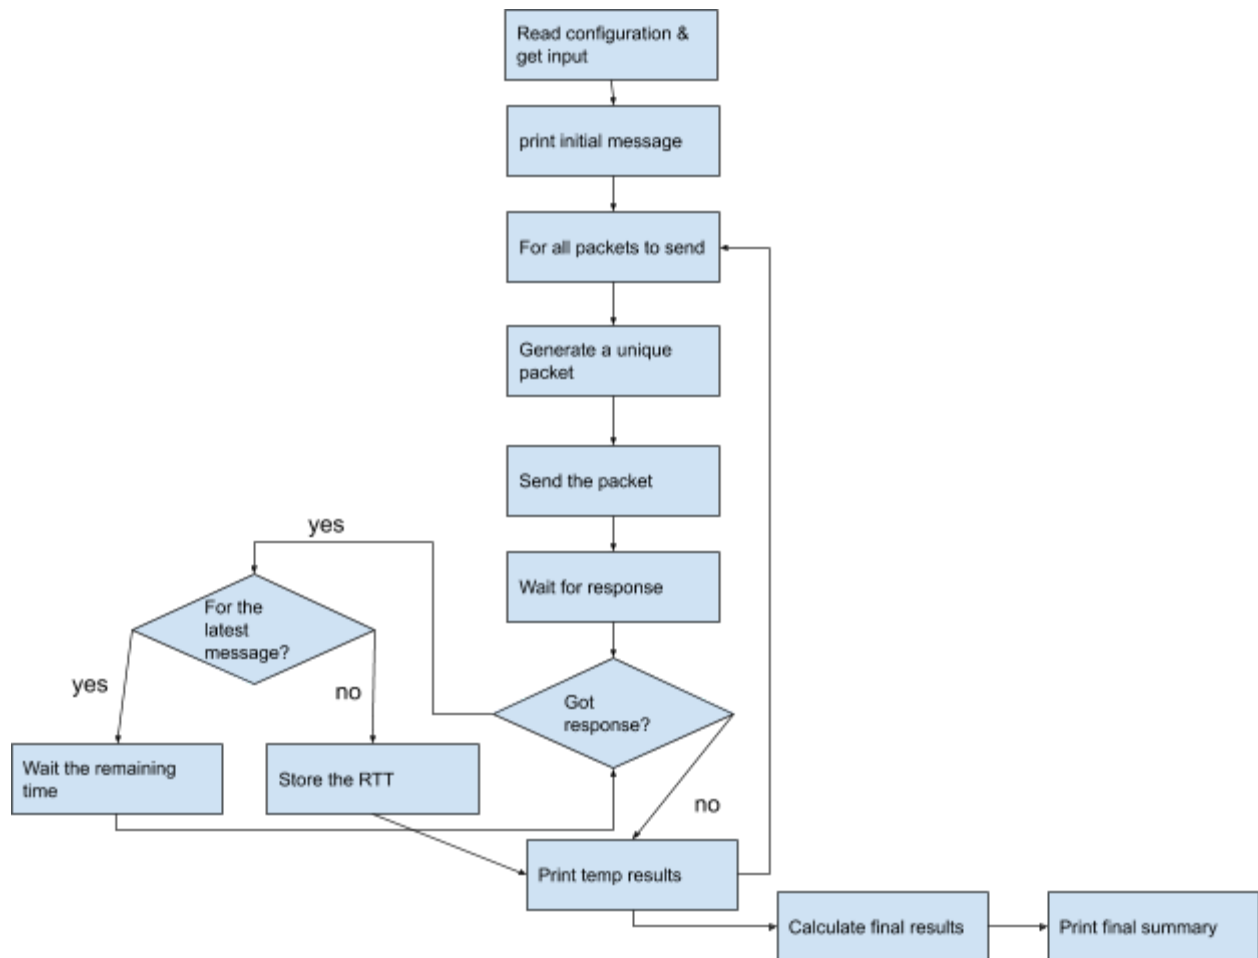 Read configuration &
get input
print initial message
For all packets to send
Generate a unique
packet
Send the packet
yes
Wait for response
For the
latest
message?
yes
no
Got
response?
Wait the remaining
time
Store the RTT
no
Print temp results
Calculate final results
Print final summary